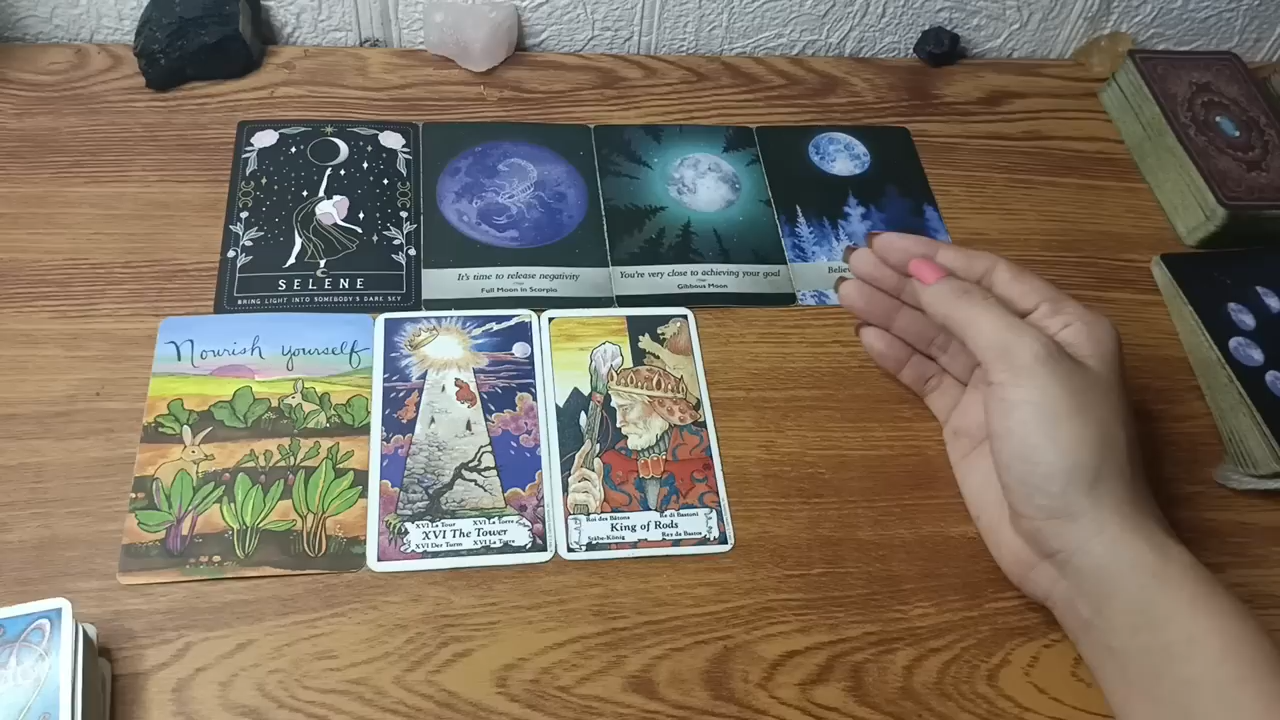 SELENE
BRING LIGHT INTO SOMEBODY'S DARK SKY
It's time to release negativity
Full Moon in Scorpio
You're very close to achieving your goal
Gibbous Moon
Nourish yourself
XVI La Tour XVI La Torre
XVI The Tower
XVI Der Turm XVI La Torre
Roi des Bâtons Re di Bastoni
King of Rods
Stäbe-König Rey de Bastos